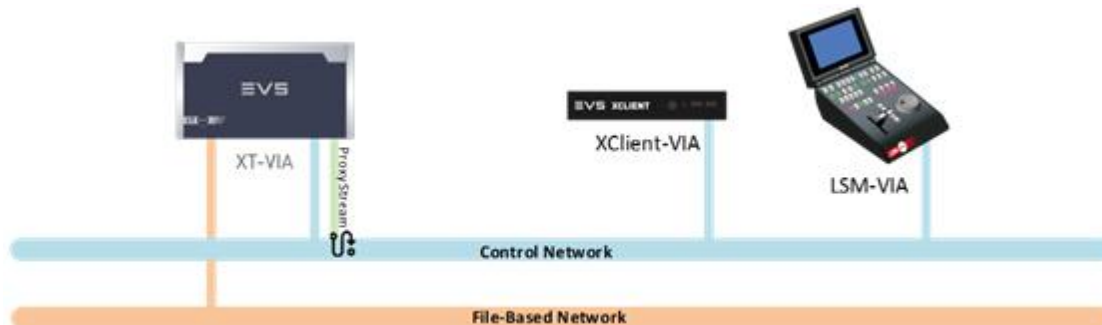 EVS
XT-VIA
Proxy Stream
EVS XCLIENT
XClient-VIA
LSM-VIA
Control Network
File-Based Network